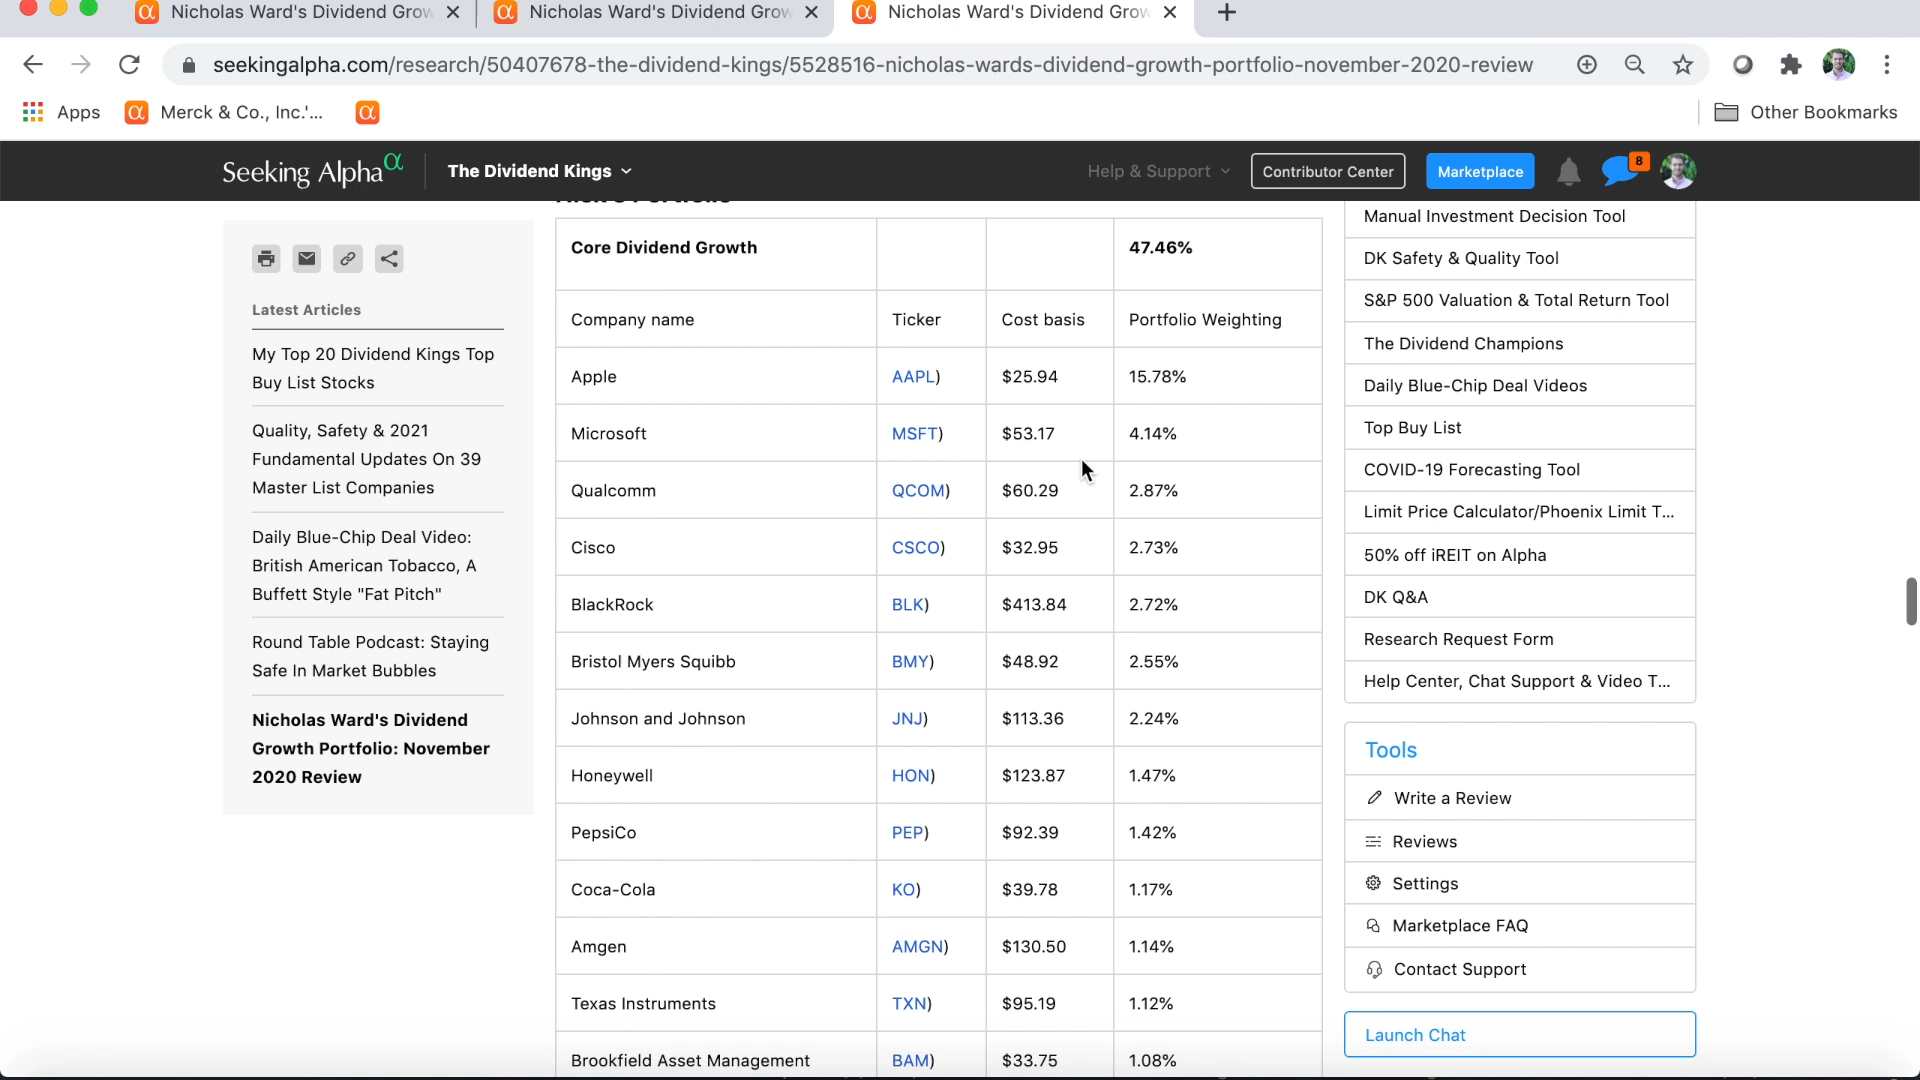 Nicholas Ward's Dividend Grow
Nicholas Ward's Dividend Grow
Nicholas Ward's Dividend Grow
seekingalpha.com/research/50407678-the-dividend-kings/5528516-nicholas-wards-dividend-growth-portfolio-november-2020-review
Apps
Merck & Co., Inc.'...
Other Bookmarks
Seeking Alpha α
The Dividend Kings
Help & Support
Contributor Center
Marketplace
8
Latest Articles
My Top 20 Dividend Kings Top
Buy List Stocks
Quality, Safety & 2021
Fundamental Updates On 39
Master List Companies
Daily Blue-Chip Deal Video:
British American Tobacco, A
Buffett Style "Fat Pitch"
Round Table Podcast: Staying
Safe In Market Bubbles
Nicholas Ward's Dividend
Growth Portfolio: November
2020 Review
Core Dividend Growth 47.46%
Company name Ticker Cost basis Portfolio Weighting
Apple AAPL) $25.94 15.78%
Microsoft MSFT) $53.17 4.14%
Qualcomm QCOM) $60.29 2.87%
Cisco CSCO) $32.95 2.73%
BlackRock BLK) $413.84 2.72%
Bristol Myers Squibb BMY) $48.92 2.55%
Johnson and Johnson JNJ) $113.36 2.24%
Honeywell HON) $123.87 1.47%
PepsiCo PEP) $92.39 1.42%
Coca-Cola KO) $39.78 1.17%
Amgen AMGN) $130.50 1.14%
Texas Instruments TXN) $95.19 1.12%
Brookfield Asset Management BAM) $33.75 1.08%
Manual Investment Decision Tool
DK Safety & Quality Tool
S&P 500 Valuation & Total Return Tool
The Dividend Champions
Daily Blue-Chip Deal Videos
Top Buy List
COVID-19 Forecasting Tool
Limit Price Calculator/Phoenix Limit T...
50% off iREIT on Alpha
DK Q&A
Research Request Form
Help Center, Chat Support & Video T...
Tools
Write a Review
Reviews
Settings
Marketplace FAQ
Contact Support
Launch Chat